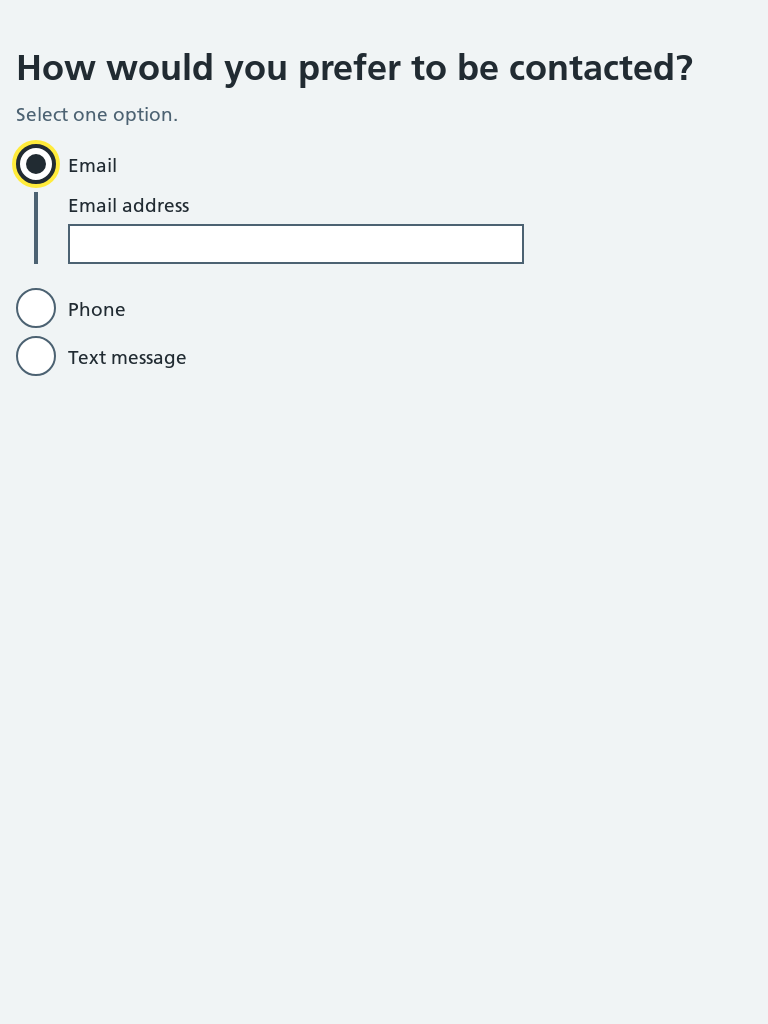 How would you prefer to be contacted?
Select one option.
Email
Email address
Phone
Text message